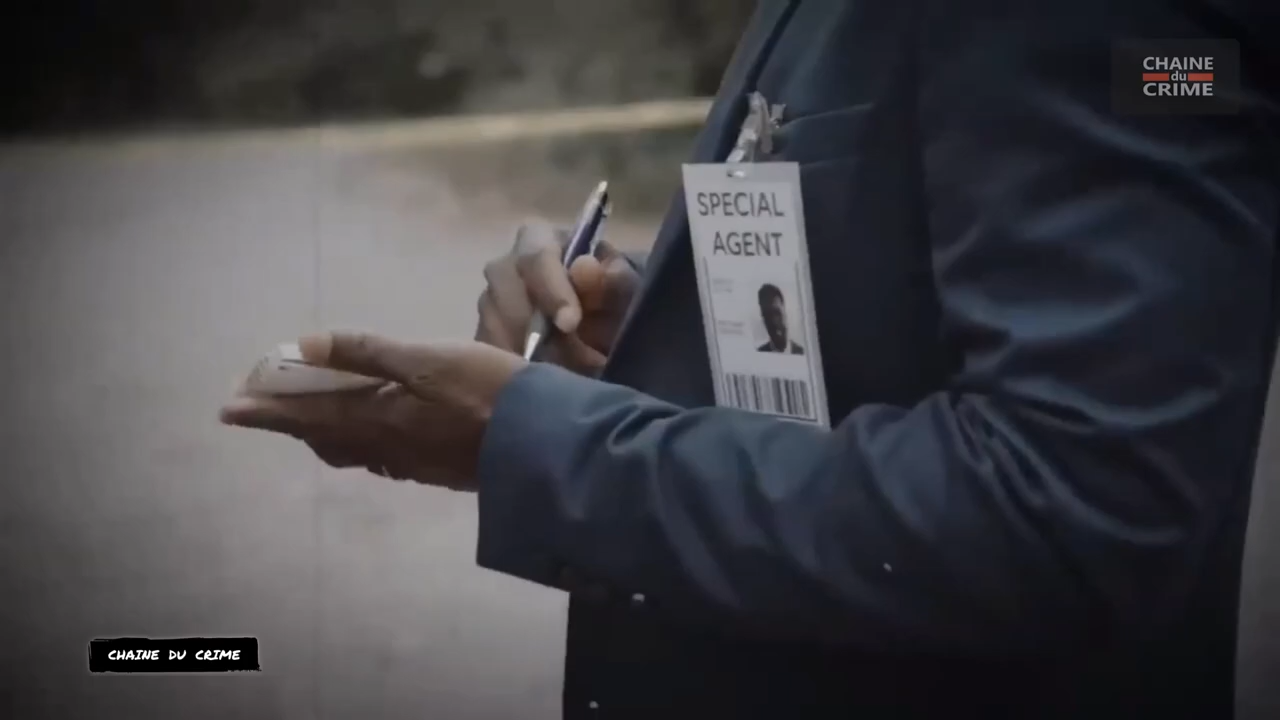 CHAINE
du
CRIME
SPECIAL
AGENT
CHAINE DU CRIME